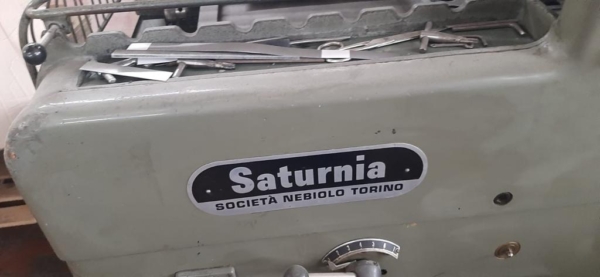 Saturnia
SOCIETÀ NEBIOLO TORINO